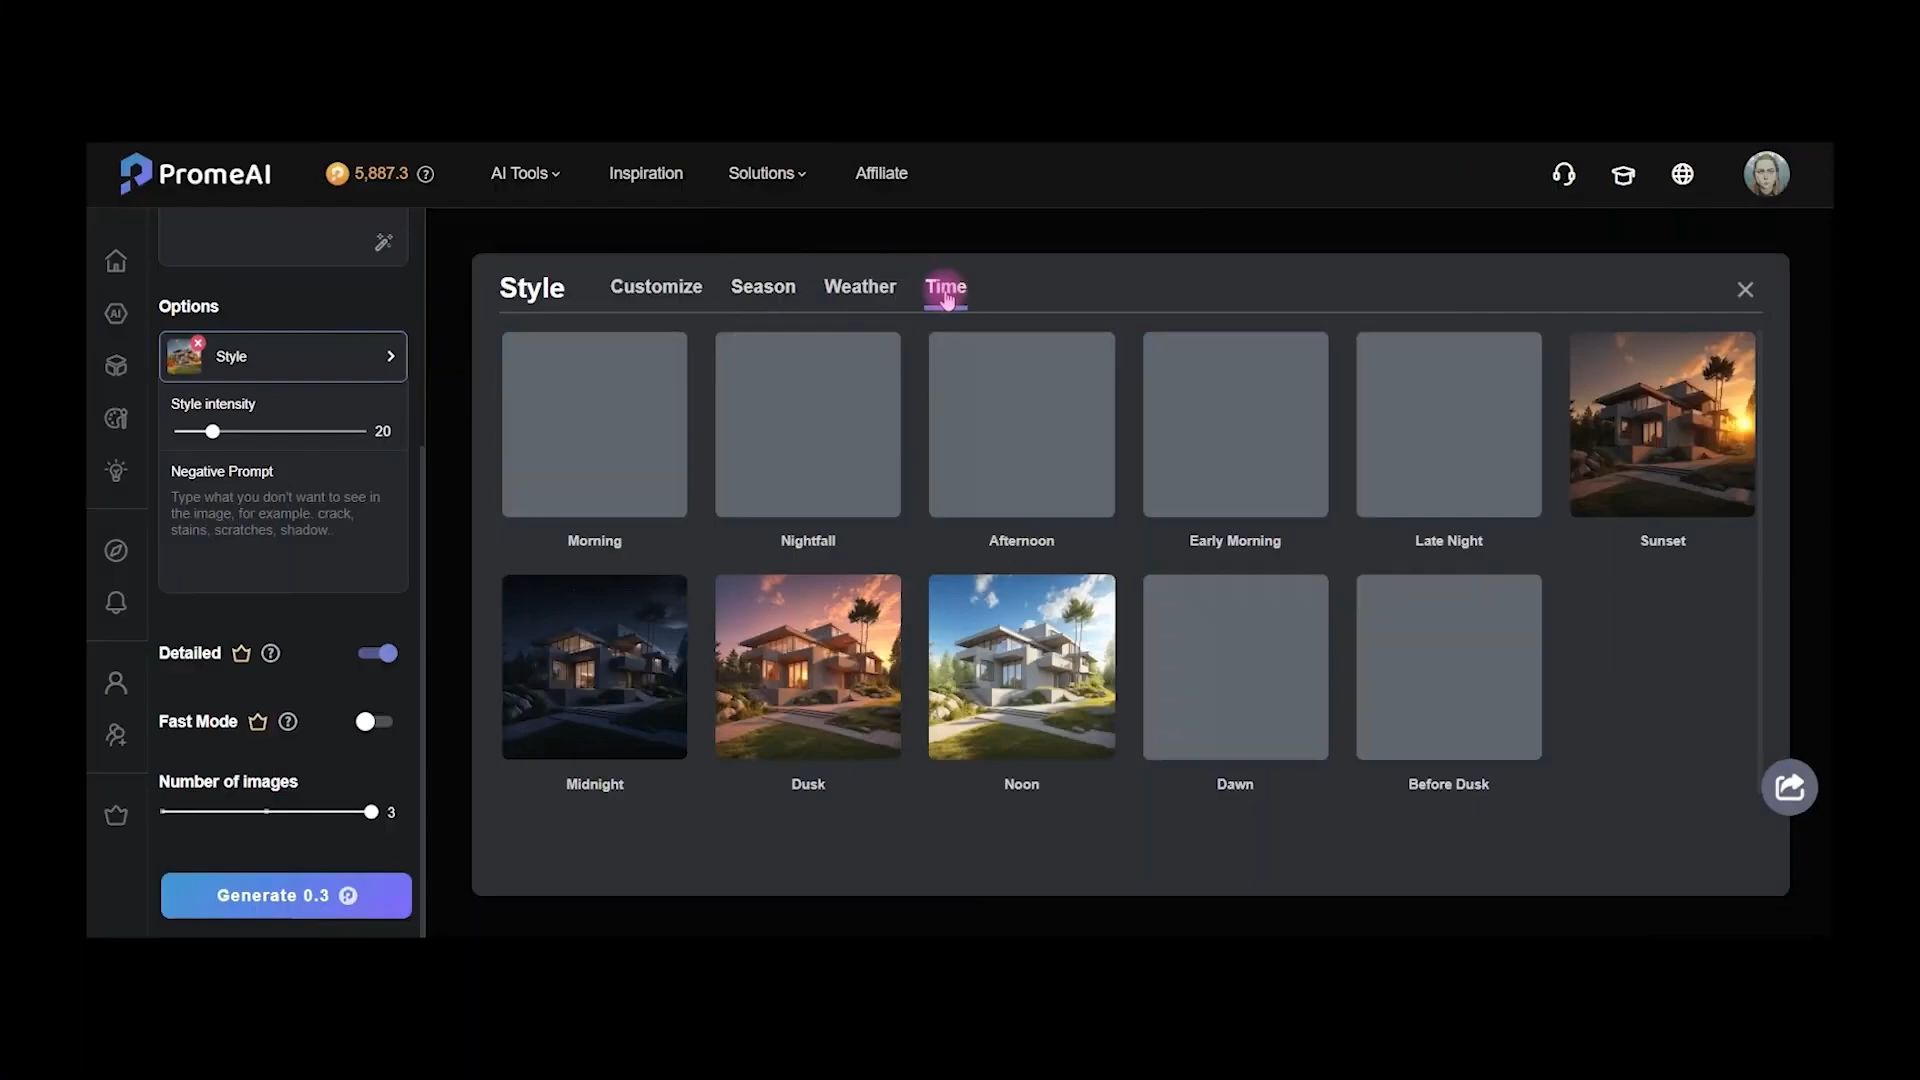 PromeAI
5,887.3
AI Tools
Inspiration
Solutions
Affiliate
AI
Options
Style
Style intensity
20
Negative Prompt
Type what you don't want to see in
the image, for example. crack,
stains, scratches, shadow..
Detailed
Fast Mode
Number of images
3
Generate 0.3
Style
Customize
Season
Weather
Time
Morning
Nightfall
Afternoon
Early Morning
Late Night
Sunset
Midnight
Dusk
Noon
Dawn
Before Dusk